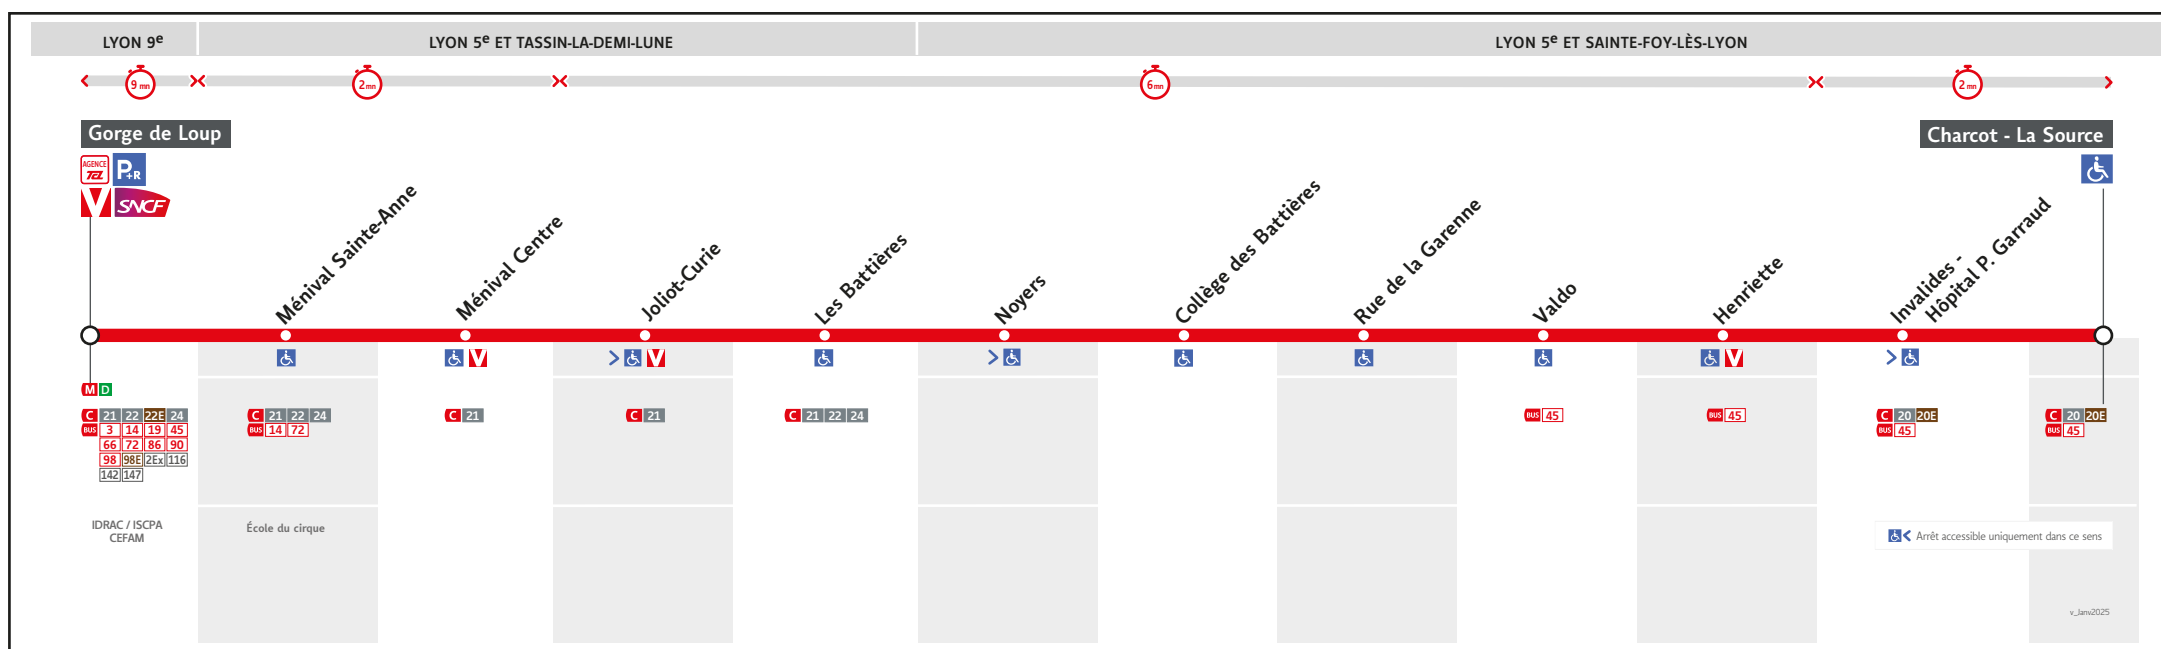 LYON 9e
LYON 5e ET TASSIN-LA-DEMI-LUNE
LYON 5e ET SAINTE-FOY-LÈS-LYON
9 mn
2 mn
6 mn
2 mn
Gorge de Loup
Charcot - La Source
AGENCE
TCL
P+R
V
SNCF
Ménival Sainte-Anne
Ménival Centre
Joliot-Curie
Les Battières
Noyers
Collège des Battières
Rue de la Garenne
Valdo
Henriette
Invalides -
Hôpital P. Garraud
V
> V
>
V
>
M D
C 21 22 22E 24
BUS 3 14 19 45
66 72 86 90
98 98E 2Ex 116
142 147
C 21 22 24
BUS 14 72
C 21
C 21
C 21 22 24
BUS 45
BUS 45
C 20 20E
BUS 45
C 20 20E
BUS 45
IDRAC / ISCPA
CEFAM
École du cirque
< Arrêt accessible uniquement dans ce sens
v_Janv2025